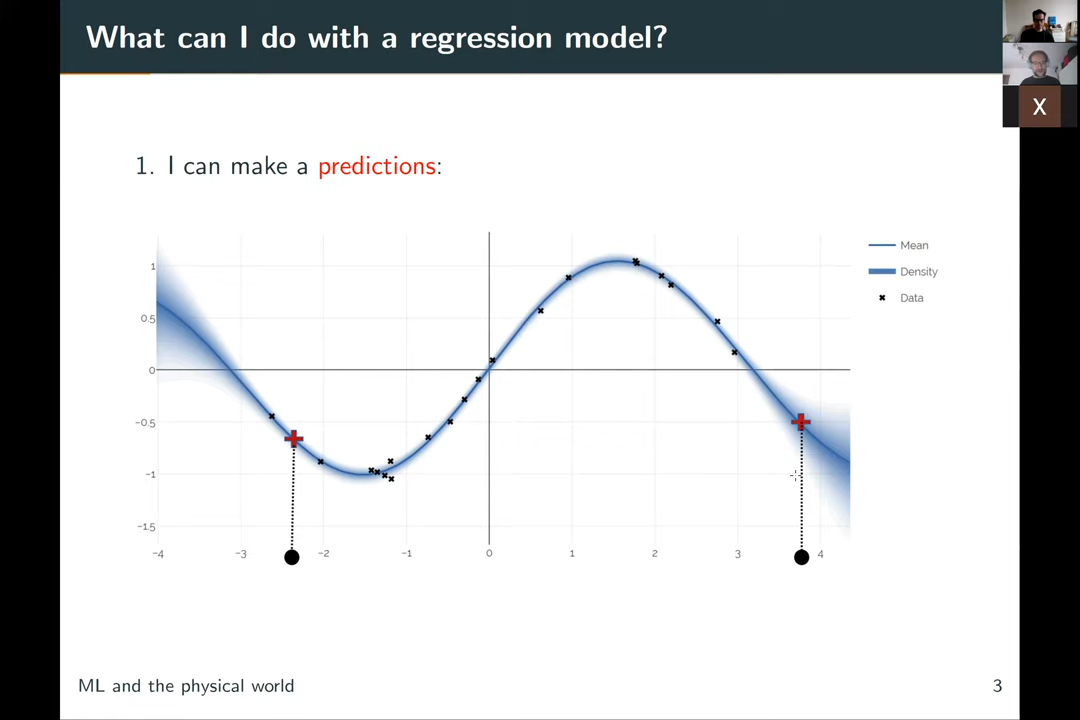 What can I do with a regression model?
X
1. I can make a predictions:
Mean
Density
Data
1
0.5
0
−0.5
−1
−1.5
−4 −3 −2 −1 0 1 2 3 4
ML and the physical world
3